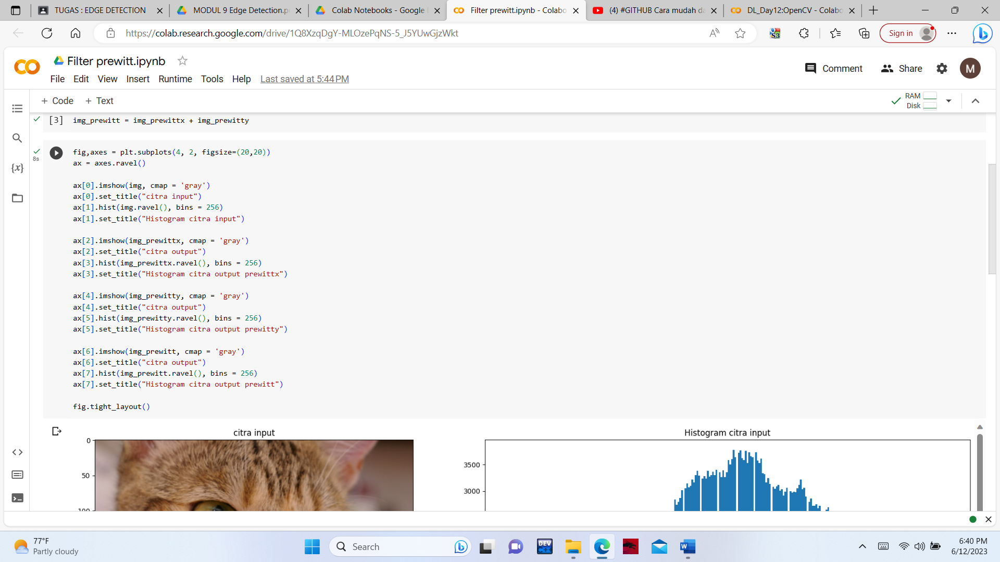 TUGAS : EDGE DETECTION
MODUL 9 Edge Detection.p
Colab Notebooks - Google
Filter prewitt.ipynb - Colabo
(4) #GITHUB Cara mudah da
DL_Day12:OpenCV - Colabo
https://colab.research.google.com/drive/1Q8XzqDgY-MLOzePqNS-5_J5YUwGjzWkt
Sign in
Filter prewitt.ipynb
File Edit View Insert Runtime Tools Help Last saved at 5:44 PM
Comment
Share
M
+ Code + Text
RAM
Disk
[3] img_prewitt = img_prewittx + img_prewitty
8s
fig,axes = plt.subplots(4, 2, figsize=(20,20))
ax = axes.ravel()
ax[0].imshow(img, cmap = 'gray')
ax[0].set_title("citra input")
ax[1].hist(img.ravel(), bins = 256)
ax[1].set_title("Histogram citra input")
ax[2].imshow(img_prewittx, cmap = 'gray')
ax[2].set_title("citra output")
ax[3].hist(img_prewittx.ravel(), bins = 256)
ax[3].set_title("Histogram citra output prewittx")
ax[4].imshow(img_prewitty, cmap = 'gray')
ax[4].set_title("citra output")
ax[5].hist(img_prewitty.ravel(), bins = 256)
ax[5].set_title("Histogram citra output prewitty")
ax[6].imshow(img_prewitt, cmap = 'gray')
ax[6].set_title("citra output")
ax[7].hist(img_prewitt.ravel(), bins = 256)
ax[7].set_title("Histogram citra output prewitt")
fig.tight_layout()
citra input
0
50
100
Histogram citra input
3500
3000
77°F
Partly cloudy
Search
6:40 PM
6/12/2023